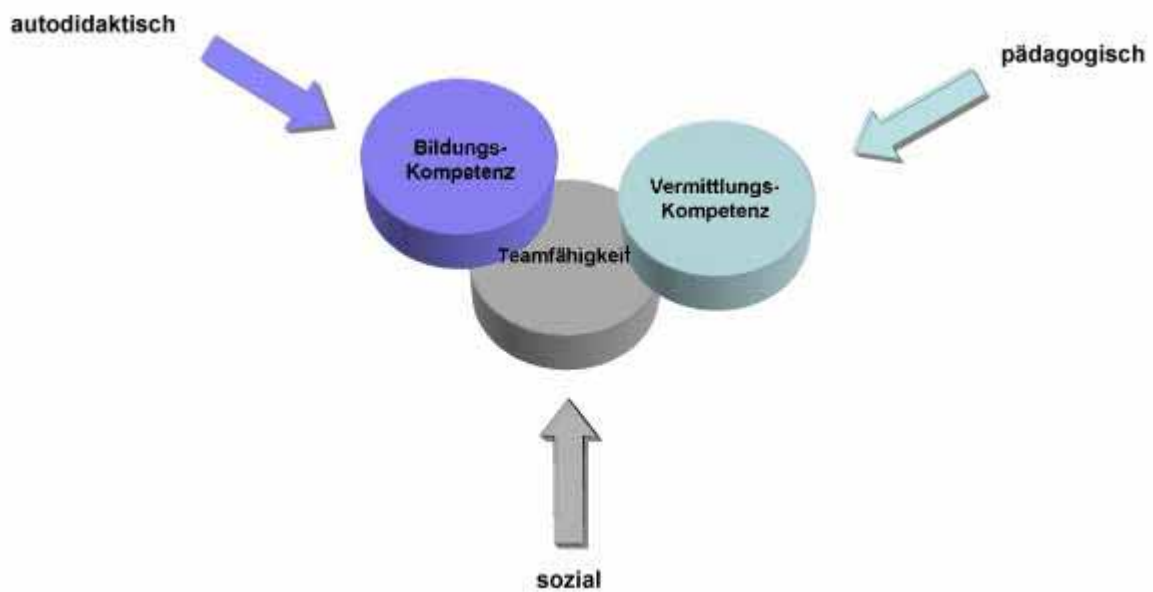 autodidaktisch
pädagogisch
Bildungs-
Kompetenz
Vermittlungs-
Kompetenz
Teamfähigkeit
sozial